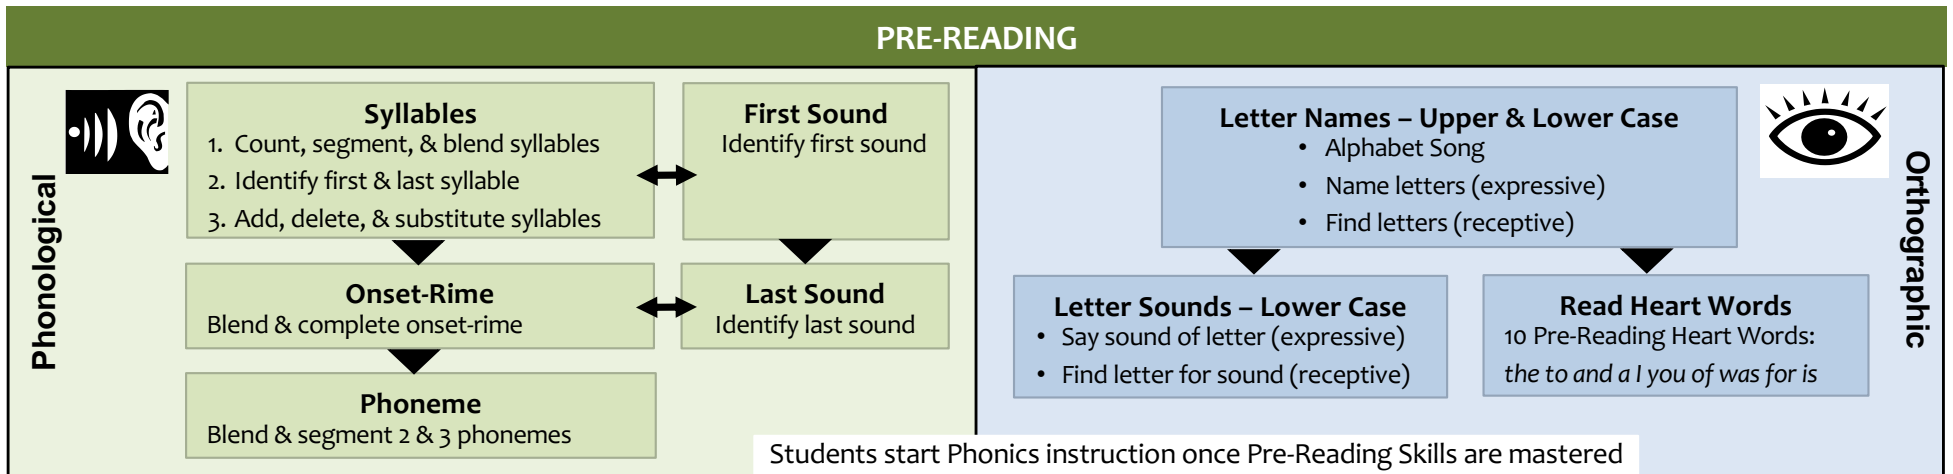 PRE-READING
Phonological
Syllables
1. Count, segment, & blend syllables
2. Identify first & last syllable
3. Add, delete, & substitute syllables
First Sound
Identify first sound
Onset-Rime
Blend & complete onset-rime
Last Sound
Identify last sound
Phoneme
Blend & segment 2 & 3 phonemes
Letter Names – Upper & Lower Case
• Alphabet Song
• Name letters (expressive)
• Find letters (receptive)
Letter Sounds – Lower Case
• Say sound of letter (expressive)
• Find letter for sound (receptive)
Read Heart Words
10 Pre-Reading Heart Words:
the to and a I you of was for is
Orthographic
Students start Phonics instruction once Pre-Reading Skills are mastered